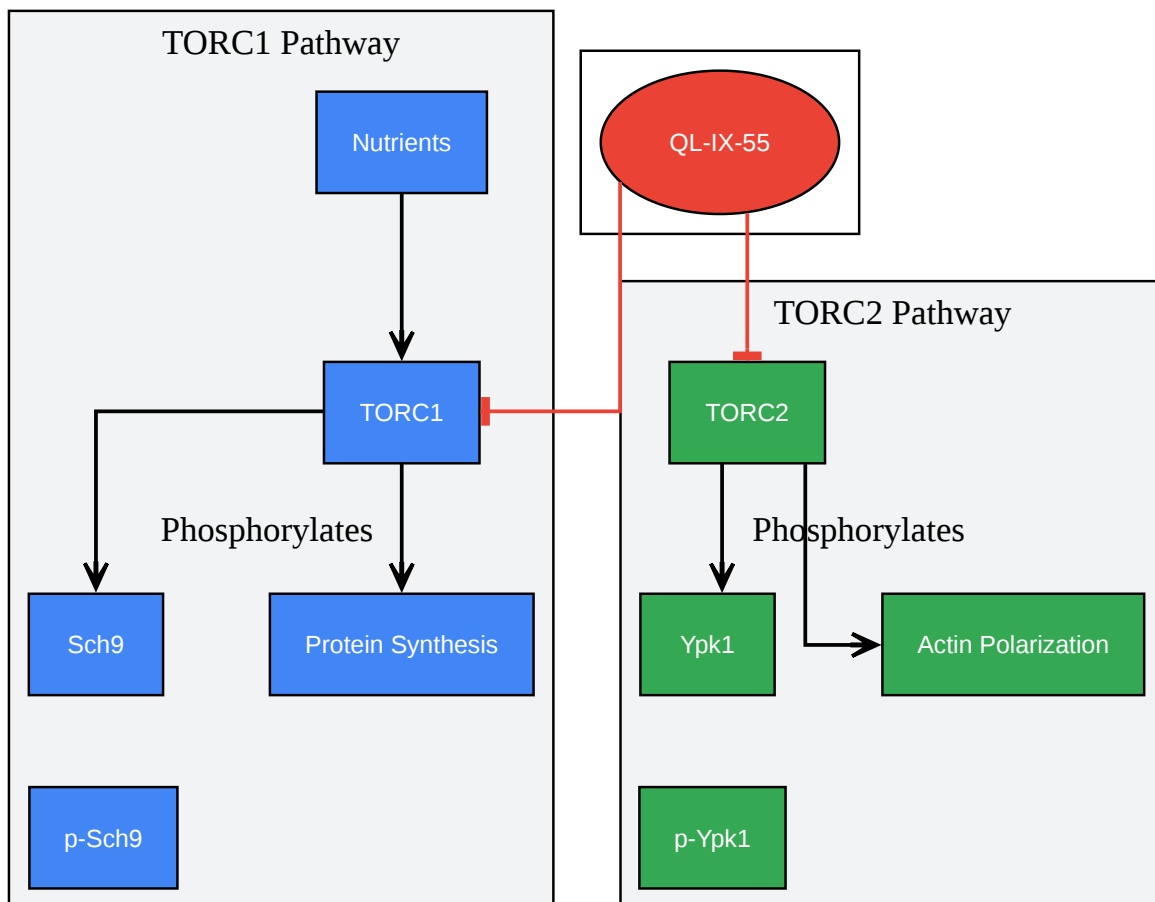 TORC1 Pathway
Nutrients
QL-IX-55
TORC2 Pathway
TORC1
TORC2
Phosphorylates
Phosphorylates
Sch9
Protein Synthesis
Ypk1
Actin Polarization
p-Sch9
p-Ypk1